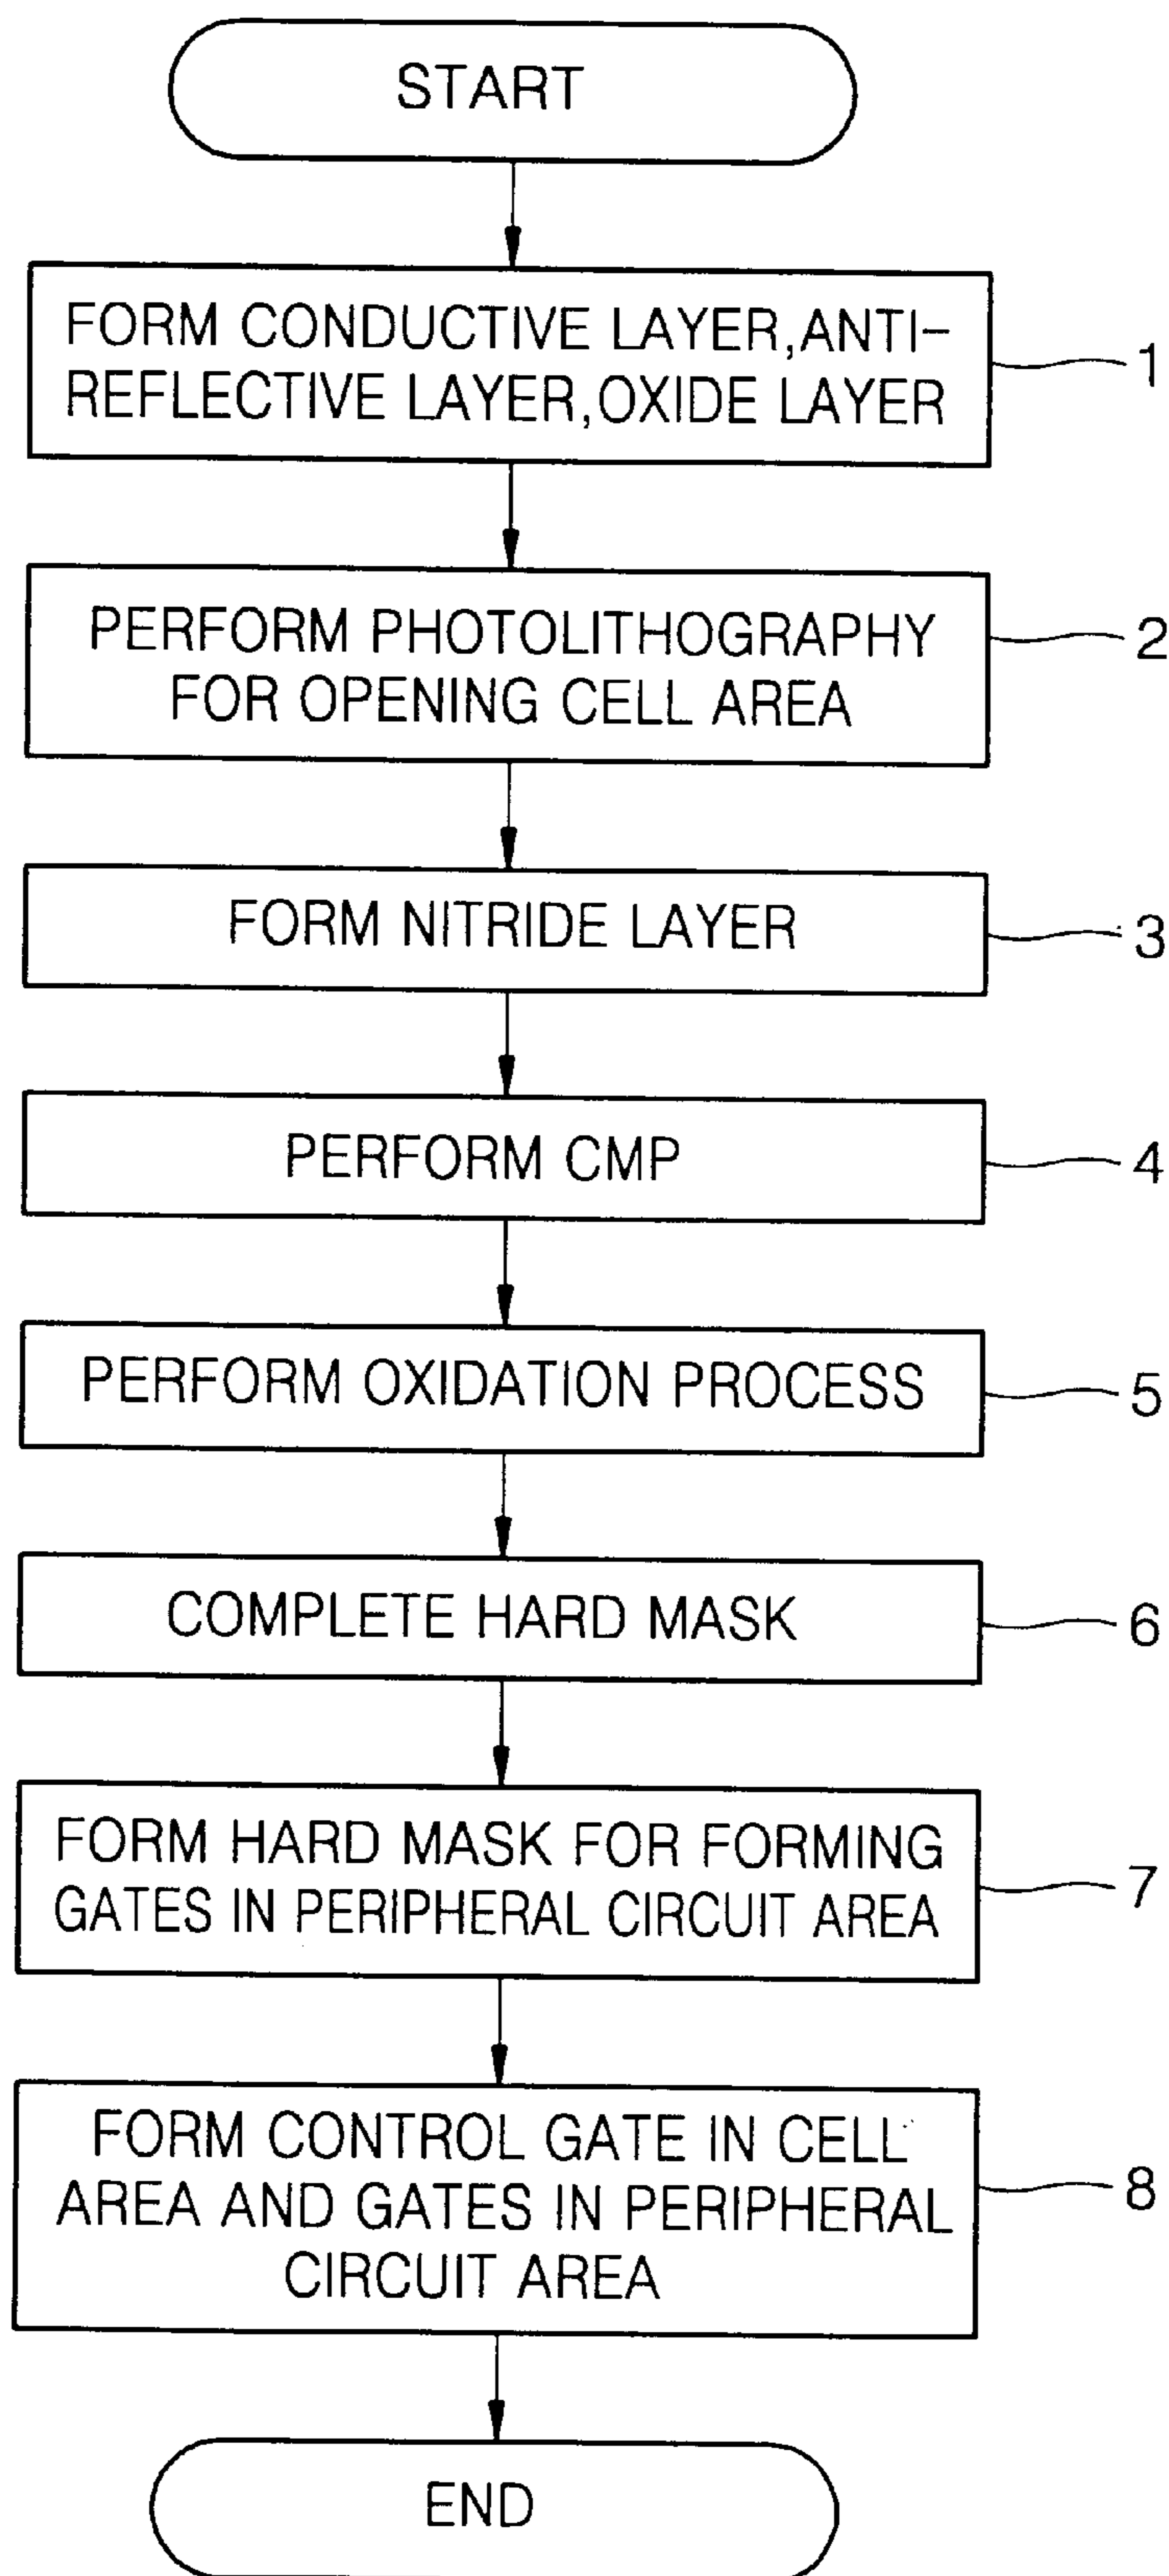 START
FORM CONDUCTIVE LAYER,ANTI-
REFLECTIVE LAYER,OXIDE LAYER
1
PERFORM PHOTOLITHOGRAPHY
FOR OPENING CELL AREA
2
FORM NITRIDE LAYER
3
PERFORM CMP
4
PERFORM OXIDATION PROCESS
5
COMPLETE HARD MASK
6
FORM HARD MASK FOR FORMING
GATES IN PERIPHERAL CIRCUIT AREA
7
FORM CONTROL GATE IN CELL
AREA AND GATES IN PERIPHERAL
CIRCUIT AREA
8
END